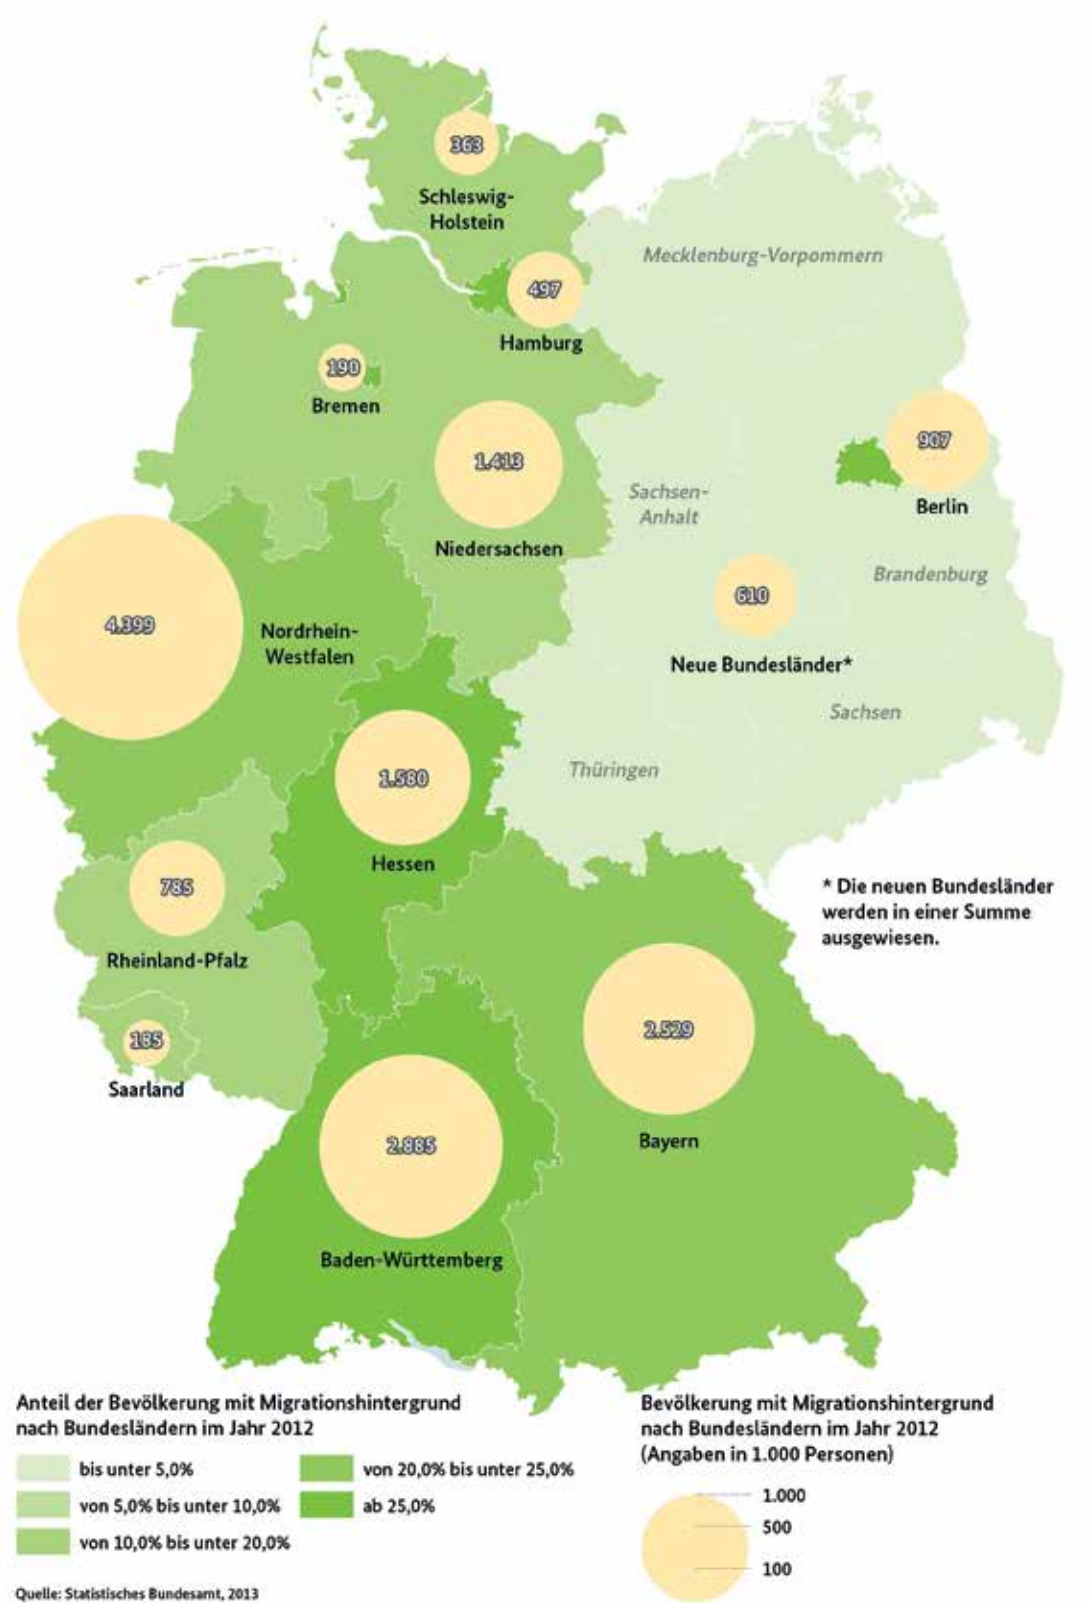 363
Schleswig-
Holstein
Mecklenburg-Vorpommern
497
Hamburg
190
Bremen
907
Berlin
1.413
Niedersachsen
Sachsen-
Anhalt
Brandenburg
610
Neue Bundesländer*
4.399
Nordrhein-
Westfalen
Sachsen
Thüringen
1.580
Hessen
785
Rheinland-Pfalz
* Die neuen Bundesländer
werden in einer Summe
ausgewiesen.
185
Saarland
2.529
Bayern
2.885
Baden-Württemberg
Anteil der Bevölkerung mit Migrationshintergrund
nach Bundesländern im Jahr 2012
bis unter 5,0%
von 5,0% bis unter 10,0%
von 10,0% bis unter 20,0%
von 20,0% bis unter 25,0%
ab 25,0%
Bevölkerung mit Migrationshintergrund
nach Bundesländern im Jahr 2012
(Angaben in 1.000 Personen)
1.000
500
100
Quelle: Statistisches Bundesamt, 2013